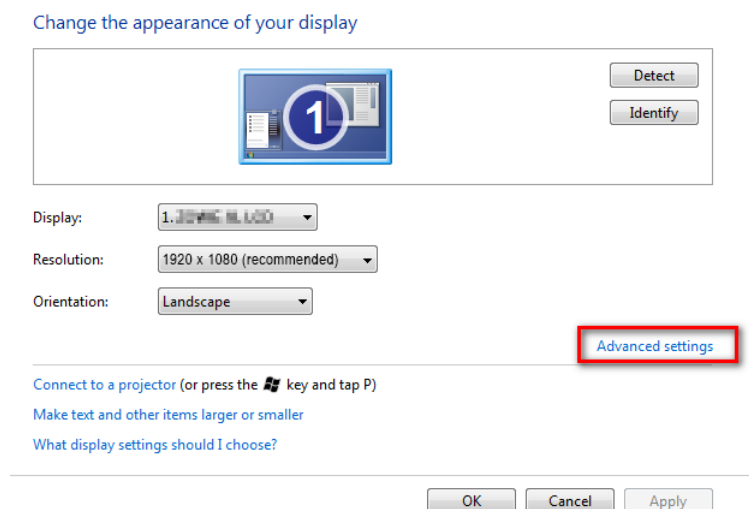 Change the appearance of your display
1
Detect
Identify
Display: 1.
Resolution: 1920 x 1080 (recommended)
Orientation: Landscape
Advanced settings
Connect to a projector (or press the key and tap P)
Make text and other items larger or smaller
What display settings should I choose?
OK Cancel Apply